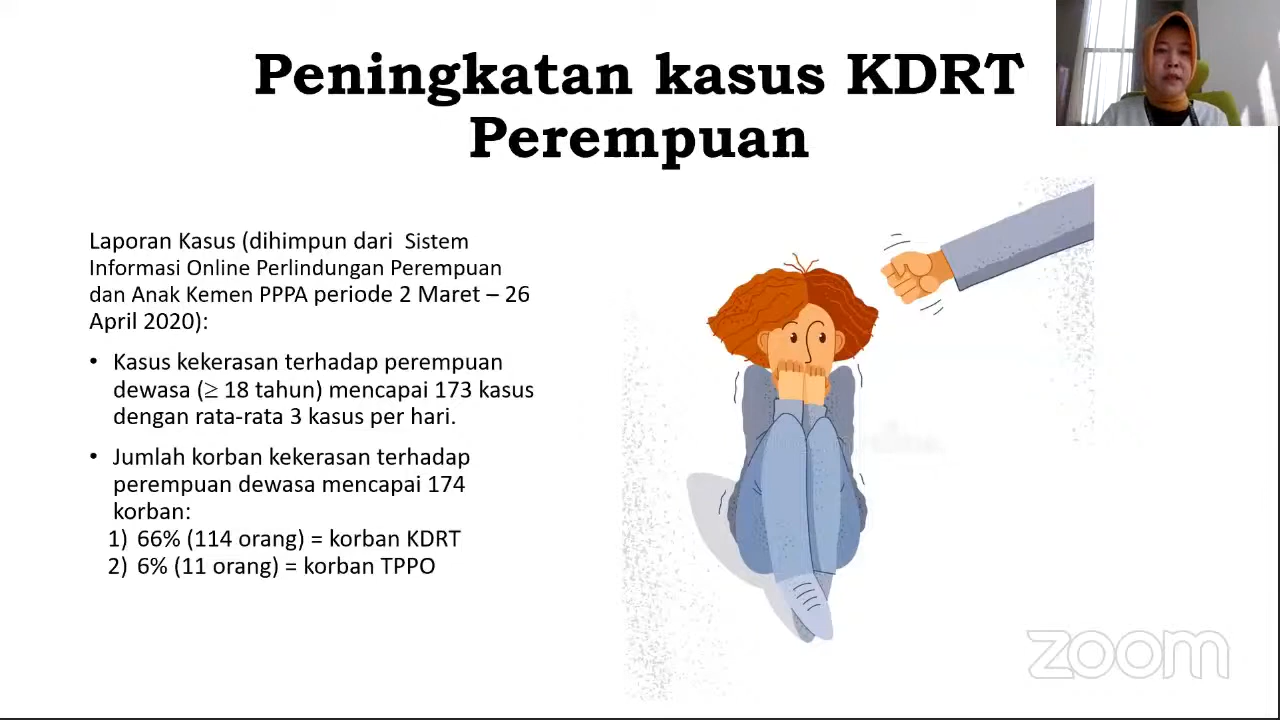 Peningkatan kasus KDRT
Perempuan
Laporan Kasus (dihimpun dari Sistem
Informasi Online Perlindungan Perempuan
dan Anak Kemen PPPA periode 2 Maret – 26
April 2020):
• Kasus kekerasan terhadap perempuan
dewasa (≥ 18 tahun) mencapai 173 kasus
dengan rata-rata 3 kasus per hari.
• Jumlah korban kekerasan terhadap
perempuan dewasa mencapai 174
korban:
1) 66% (114 orang) = korban KDRT
2) 6% (11 orang) = korban TPPO
zoom